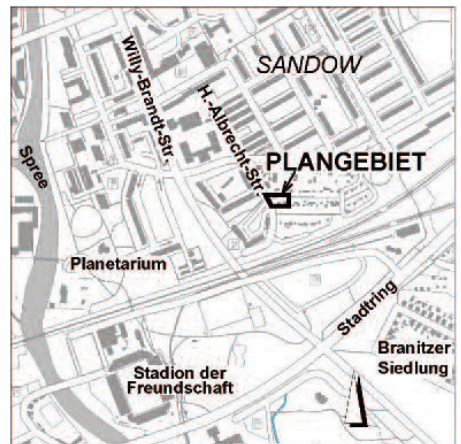 SANDOW
Willy-Brandt-Str.
H.-Albrecht-Str.
PLANGEBIET
Spree
Planetarium
Stadtring
Branitzer
Siedlung
Stadion der
Freundschaft